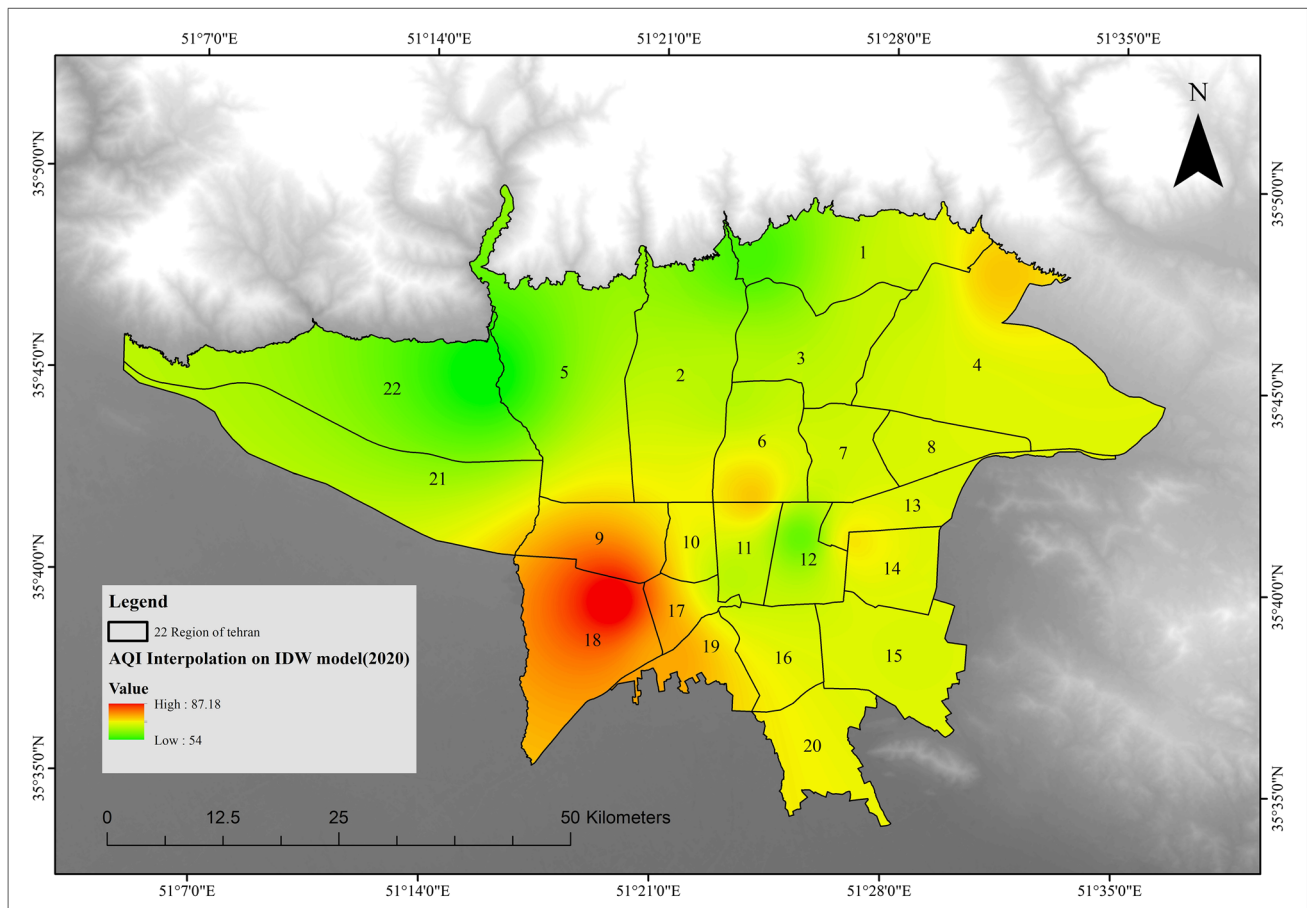 51°7'0"E 51°14'0"E 51°21'0"E 51°28'0"E 51°35'0"E
N
35°50'0"N 35°50'0"N
1
35°45'0"N 35°45'0"N
22 5 2 3 4
6 7 8
21
13
9 10 11 12 14
35°40'0"N 35°40'0"N
17
18 19 16 15
20
35°35'0"N 35°35'0"N
Legend
22 Region of tehran
AQI Interpolation on IDW model(2020)
Value
High : 87.18
Low : 54
0 12.5 25 50 Kilometers
51°7'0"E 51°14'0"E 51°21'0"E 51°28'0"E 51°35'0"E